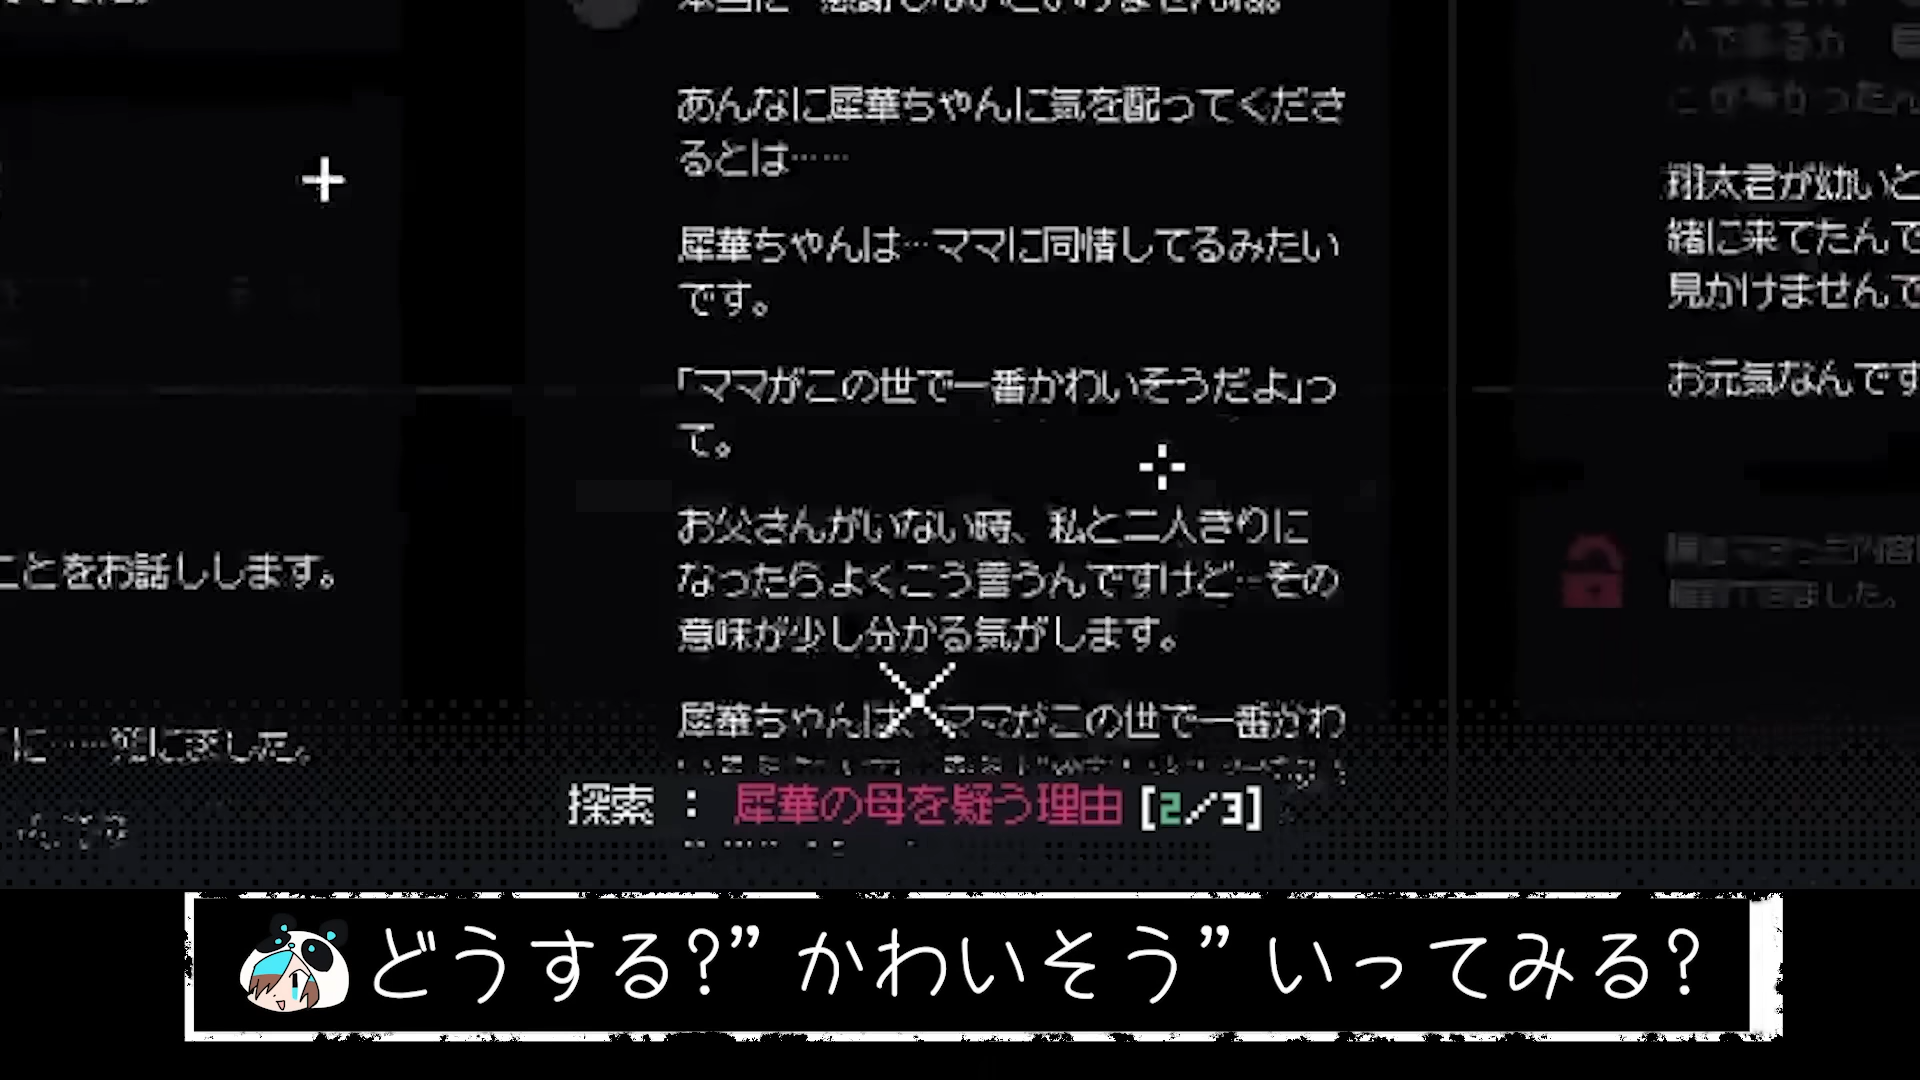 あんなに犀華ちゃんに気を配ってくださ
るとは……
犀華ちゃんは…ママに同情してるみたい
です。
「ママがこの世で一番かわいそうだよ」っ
て。
お父さんがいない時、私と二人きりに
なったらよくこう言うんですけど…その
意味が少し分かる気がします。
犀華ちゃんは ママがこの世で一番かわ
ことをお話しします。
に……死にました。
翔太君が幼いと
緒に来てたんで
見かけませんで
お元気なんです
探索 : 犀華の母を疑う理由 [2/3]
どうする?”かわいそう”いってみる?